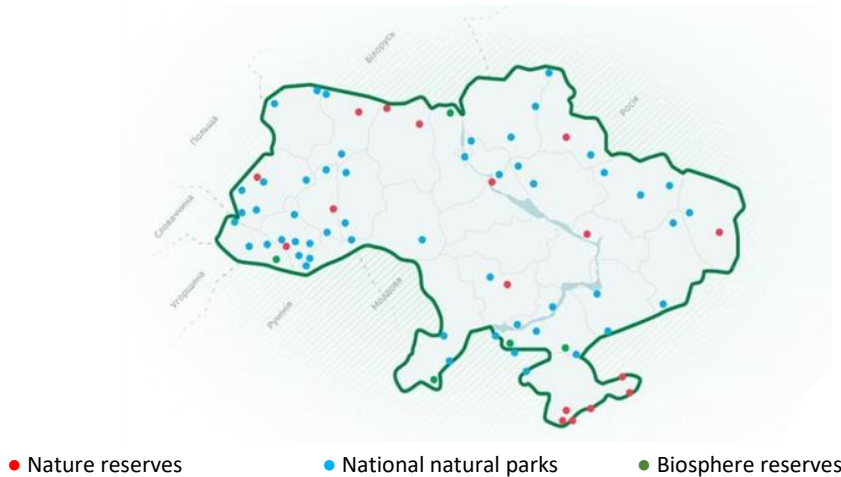 Білорусь
Росія
Польща
Словаччина
Угорщина
Румунія
Молдова
Nature reserves
National natural parks
Biosphere reserves